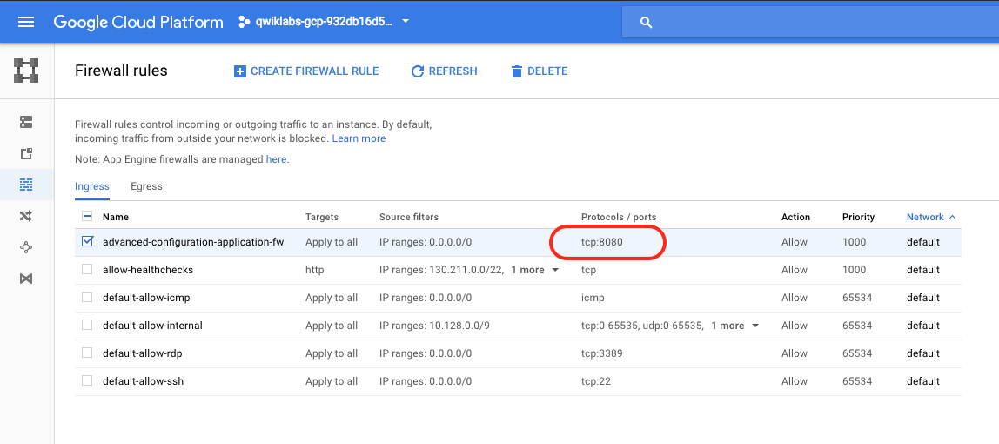 Google Cloud Platform qwiklabs-gcp-932db16d5...
Firewall rules CREATE FIREWALL RULE REFRESH DELETE
Firewall rules control incoming or outgoing traffic to an instance. By default,
incoming traffic from outside your network is blocked. Learn more
Note: App Engine firewalls are managed here.
Ingress Egress
Name Targets Source filters Protocols / ports Action Priority Network
advanced-configuration-application-fw Apply to all IP ranges: 0.0.0.0/0 tcp:8080 Allow 1000 default
allow-healthchecks http IP ranges: 130.211.0.0/22, 1 more tcp Allow 1000 default
default-allow-icmp Apply to all IP ranges: 0.0.0.0/0 icmp Allow 65534 default
default-allow-internal Apply to all IP ranges: 10.128.0.0/9 tcp:0-65535, udp:0-65535, 1 more Allow 65534 default
default-allow-rdp Apply to all IP ranges: 0.0.0.0/0 tcp:3389 Allow 65534 default
default-allow-ssh Apply to all IP ranges: 0.0.0.0/0 tcp:22 Allow 65534 default